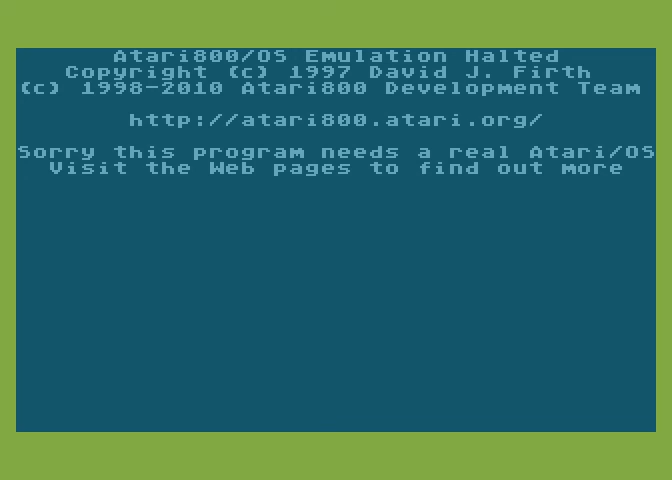 Atari800/OS Emulation Halted
Copyright (c) 1997 David J. Firth
(c) 1998-2010 Atari800 Development Team
http://atari800.atari.org/
Sorry this program needs a real Atari/OS
Visit the Web pages to find out more